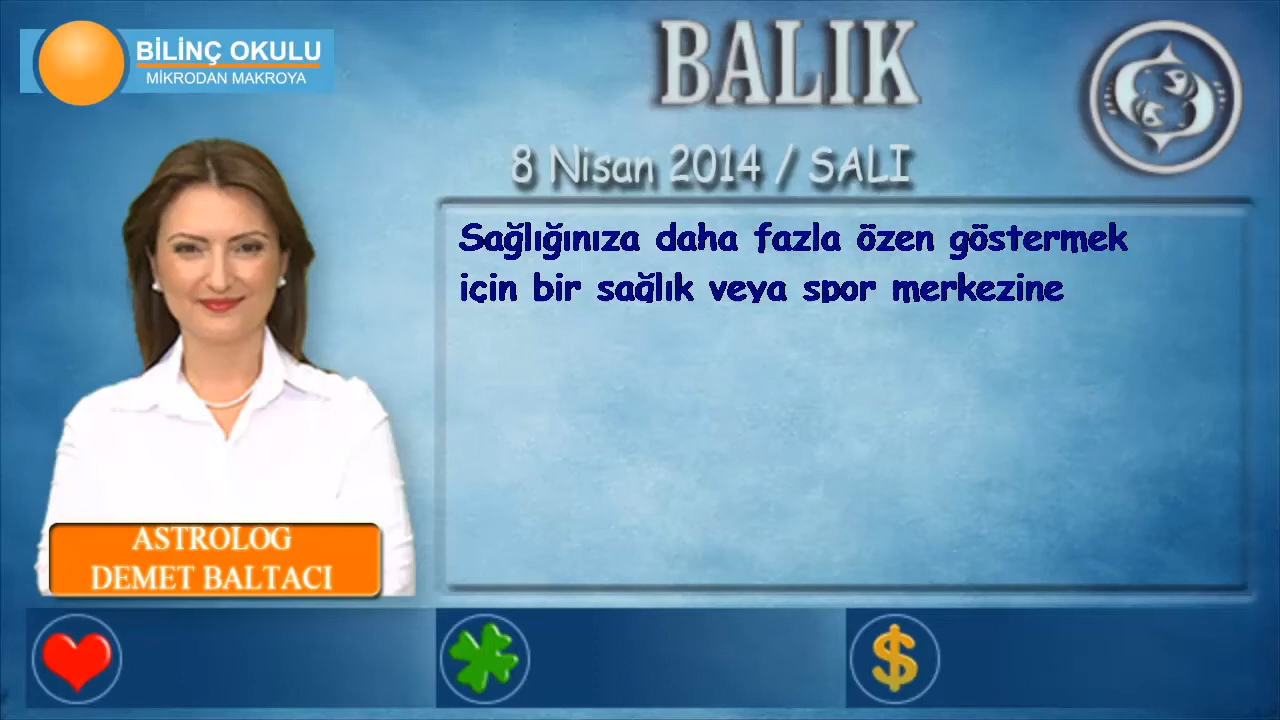 BİLİNÇ OKULU
MİKRODAN MAKROYA
BALIK
8 Nisan 2014 / SALI
Sağlığınıza daha fazla özen göstermek
için bir sağlık veya spor merkezine
ASTROLOG
DEMET BALTACI